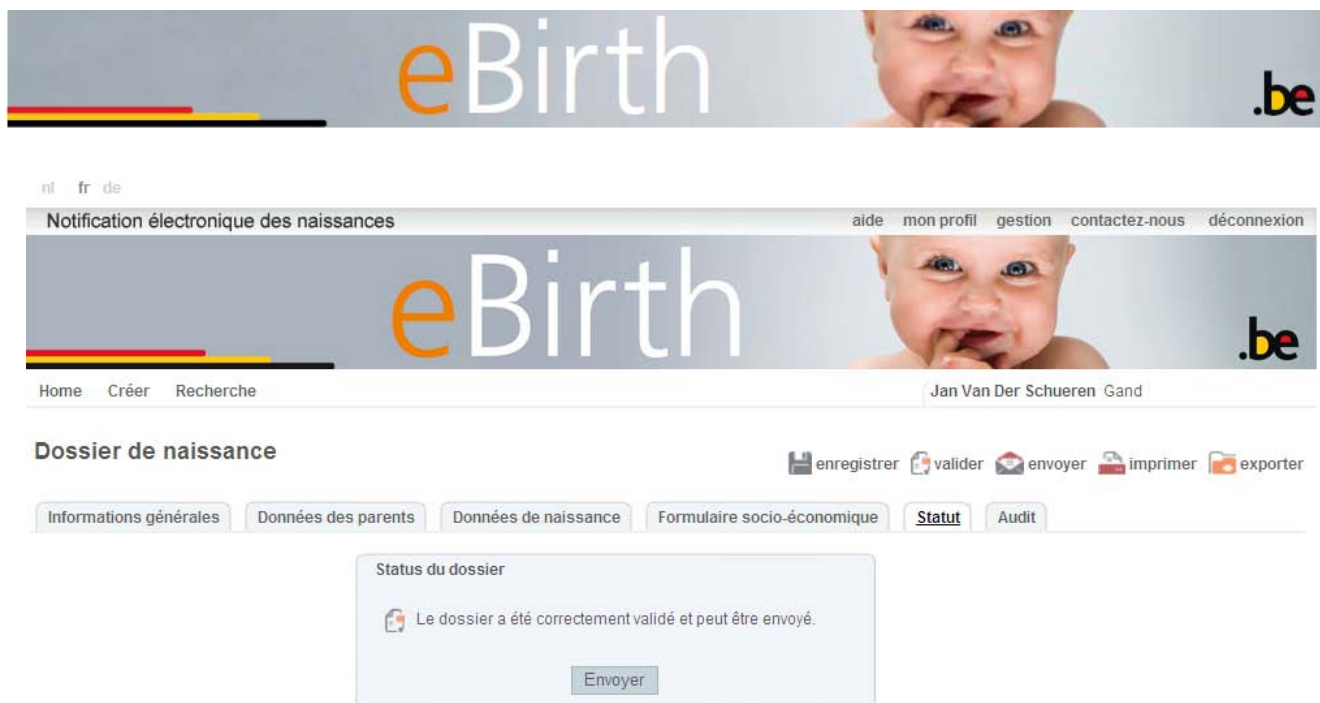 eBirth
.be
nl fr de
Notification électronique des naissances aide mon profil gestion contactez-nous déconnexion
eBirth
.be
Home Créer Recherche Jan Van Der Schueren Gand
Dossier de naissance
enregistrer valider envoyer imprimer exporter
Informations générales Données des parents Données de naissance Formulaire socio-économique Statut Audit
Status du dossier
Le dossier a été correctement validé et peut être envoyé.
Envoyer